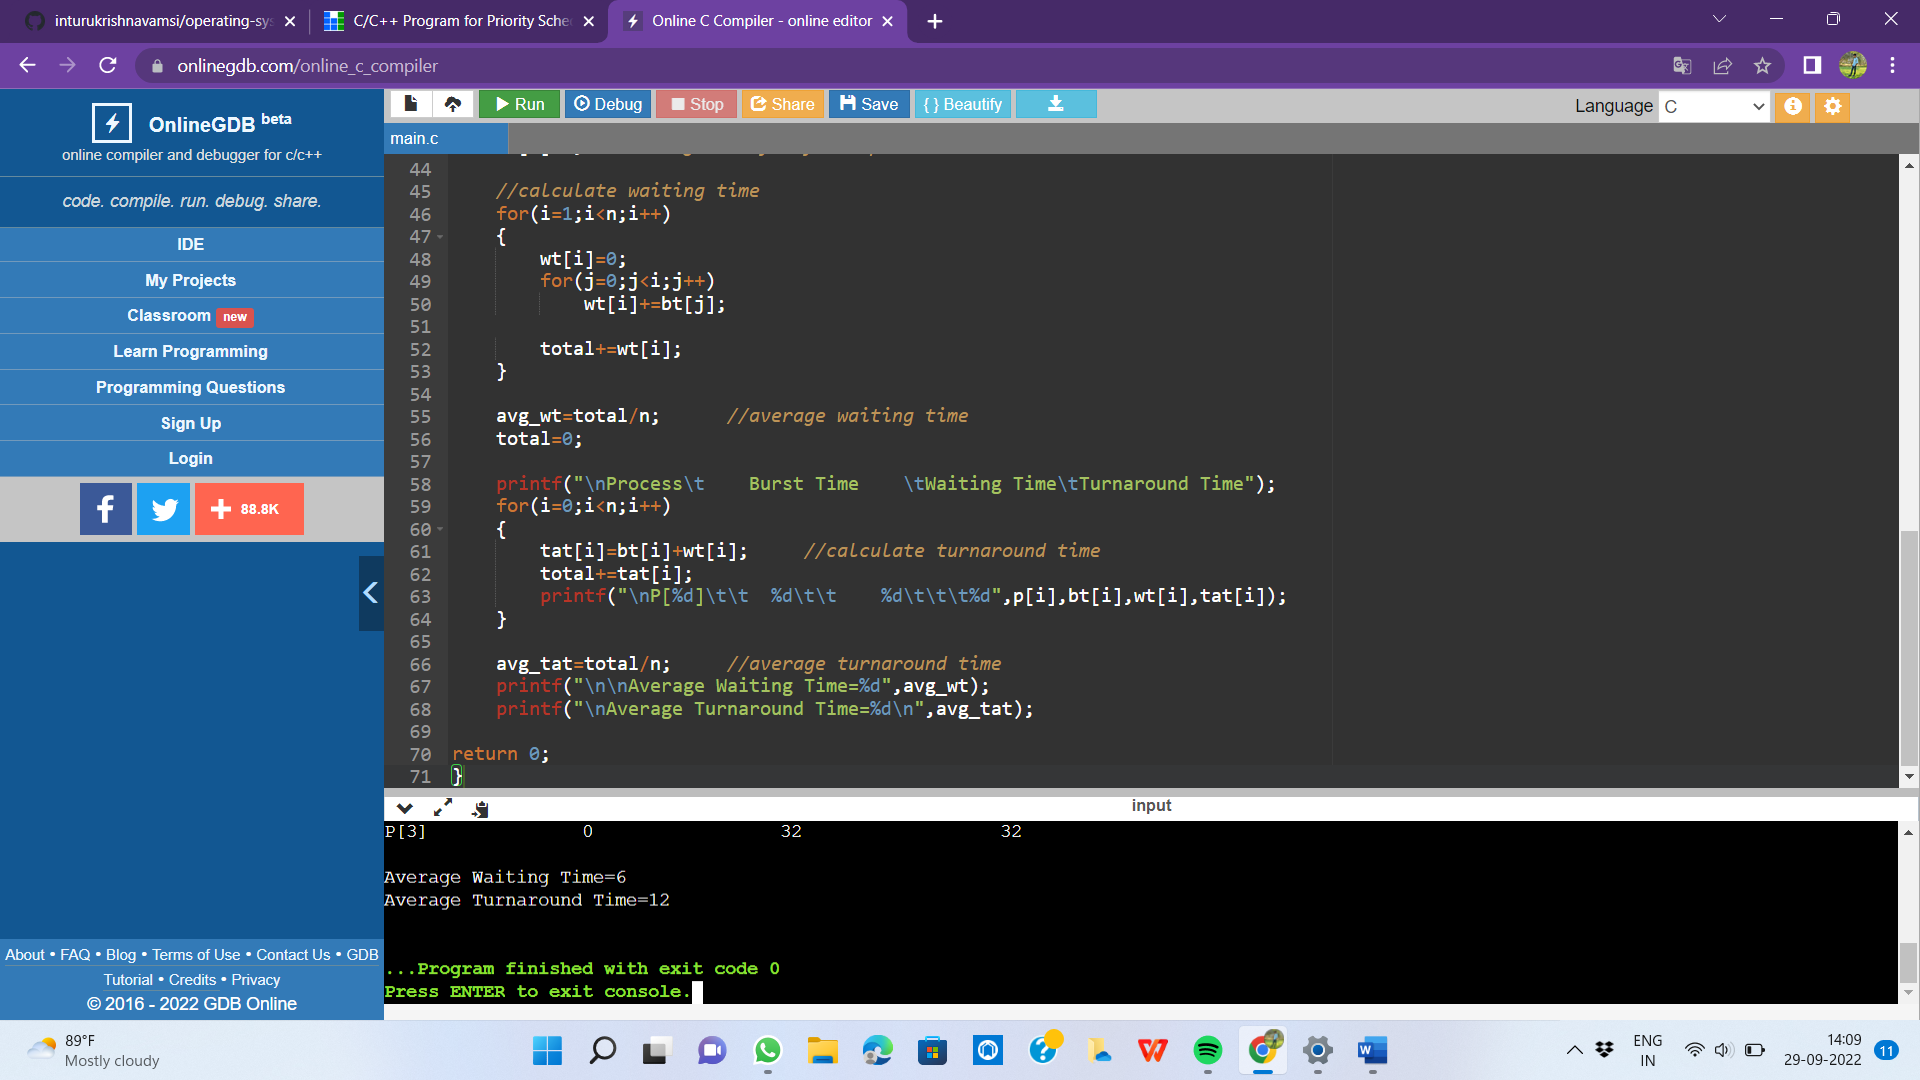 inturukrishnavamsi/operating-sys
C/C++ Program for Priority Sche
Online C Compiler - online editor
onlinegdb.com/online_c_compiler
OnlineGDB beta
online compiler and debugger for c/c++
code. compile. run. debug. share.
IDE
My Projects
Classroom new
Learn Programming
Programming Questions
Sign Up
Login
88.8K
About • FAQ • Blog • Terms of Use • Contact Us • GDB
Tutorial • Credits • Privacy
© 2016 - 2022 GDB Online
Run Debug Stop Share Save { } Beautify
Language C
main.c
44
45 //calculate waiting time
46 for(i=1;i<n;i++)
47 {
48 wt[i]=0;
49 for(j=0;j<i;j++)
50 wt[i]+=bt[j];
51
52 total+=wt[i];
53 }
54
55 avg_wt=total/n; //average waiting time
56 total=0;
57
58 printf("\nProcess\t    Burst Time    \tWaiting Time\tTurnaround Time");
59 for(i=0;i<n;i++)
60 {
61 tat[i]=bt[i]+wt[i]; //calculate turnaround time
62 total+=tat[i];
63 printf("\nP[%d]\t\t  %d\t\t    %d\t\t\t%d",p[i],bt[i],wt[i],tat[i]);
64 }
65
66 avg_tat=total/n; //average turnaround time
67 printf("\n\nAverage Waiting Time=%d",avg_wt);
68 printf("\nAverage Turnaround Time=%d\n",avg_tat);
69
70 return 0;
71 }
input
P[3] 0 32 32
Average Waiting Time=6
Average Turnaround Time=12
...Program finished with exit code 0
Press ENTER to exit console.
89°F
Mostly cloudy
ENG
IN
14:09
29-09-2022
11